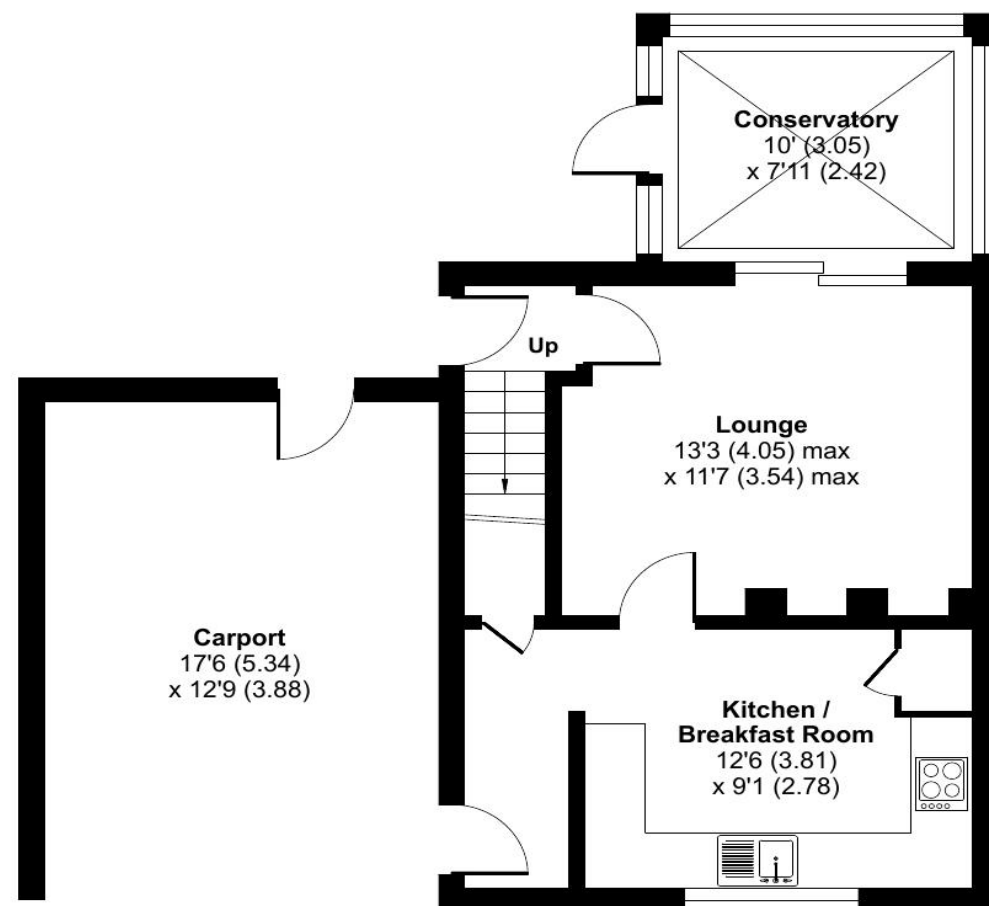 Conservatory
10' (3.05)
x 7'11 (2.42)
Up
Lounge
13'3 (4.05) max
x 11'7 (3.54) max
Carport
17'6 (5.34)
x 12'9 (3.88)
Kitchen /
Breakfast Room
12'6 (3.81)
x 9'1 (2.78)